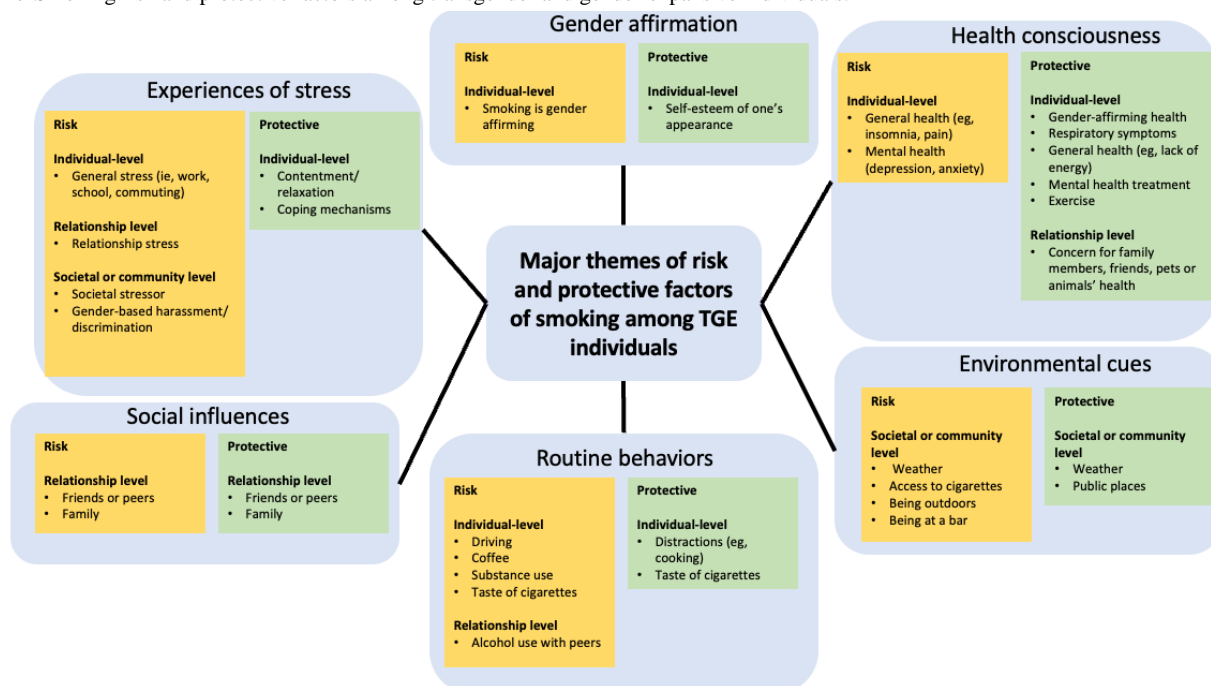 Gender affirmation
Risk
Individual-level
• Smoking is gender
affirming
Protective
Individual-level
• Self-esteem of one's
appearance
Health consciousness
Risk
Individual-level
• General health (eg,
insomnia, pain)
• Mental health
(depression, anxiety)
Protective
Individual-level
• Gender-affirming health
• Respiratory symptoms
• General health (eg, lack of
energy)
• Mental health treatment
• Exercise
Relationship level
• Concern for family
members, friends, pets or
animals' health
Experiences of stress
Risk
Individual-level
• General stress (ie, work,
school, commuting)
Relationship level
• Relationship stress
Societal or community level
• Societal stressor
• Gender-based harassment/
discrimination
Protective
Individual-level
• Contentment/
relaxation
• Coping mechanisms
Major themes of risk
and protective factors
of smoking among TGE
individuals
Social influences
Risk
Relationship level
• Friends or peers
• Family
Protective
Relationship level
• Friends or peers
• Family
Routine behaviors
Risk
Individual-level
• Driving
• Coffee
• Substance use
• Taste of cigarettes
Relationship level
• Alcohol use with peers
Protective
Individual-level
• Distractions (eg,
cooking)
• Taste of cigarettes
Environmental cues
Risk
Societal or community
level
• Weather
• Access to cigarettes
• Being outdoors
• Being at a bar
Protective
Societal or community
level
• Weather
• Public places